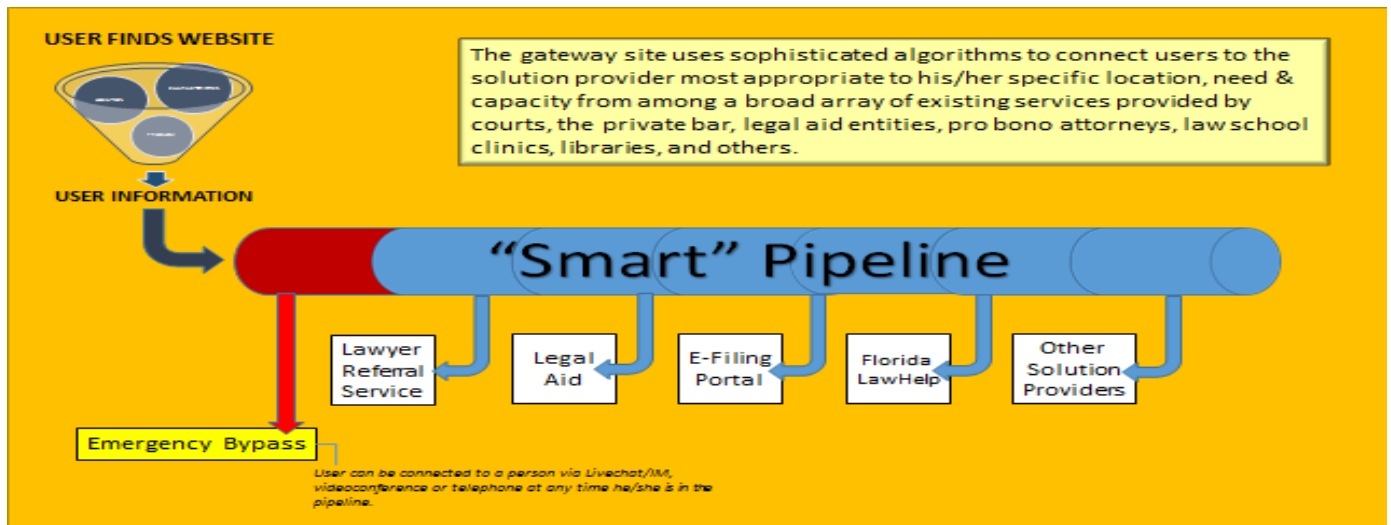 USER FINDS WEBSITE
The gateway site uses sophisticated algorithms to connect users to the
solution provider most appropriate to his/her specific location, need &
capacity from among a broad array of existing services provided by
courts, the private bar, legal aid entities, pro bono attorneys, law school
clinics, libraries, and others.
USER INFORMATION
“Smart” Pipeline
Lawyer
Referral
Service
Legal
Aid
E-Filing
Portal
Florida
LawHelp
Other
Solution
Providers
Emergency Bypass
User can be connected to a person via Livechat/IM,
videoconference or telephone at any time he/she is in the
pipeline.